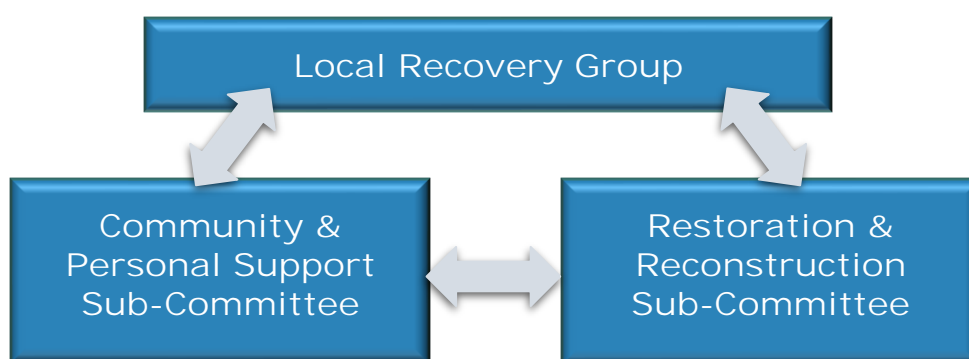 Local Recovery Group
Community &
Personal Support
Sub-Committee
Restoration &
Reconstruction
Sub-Committee